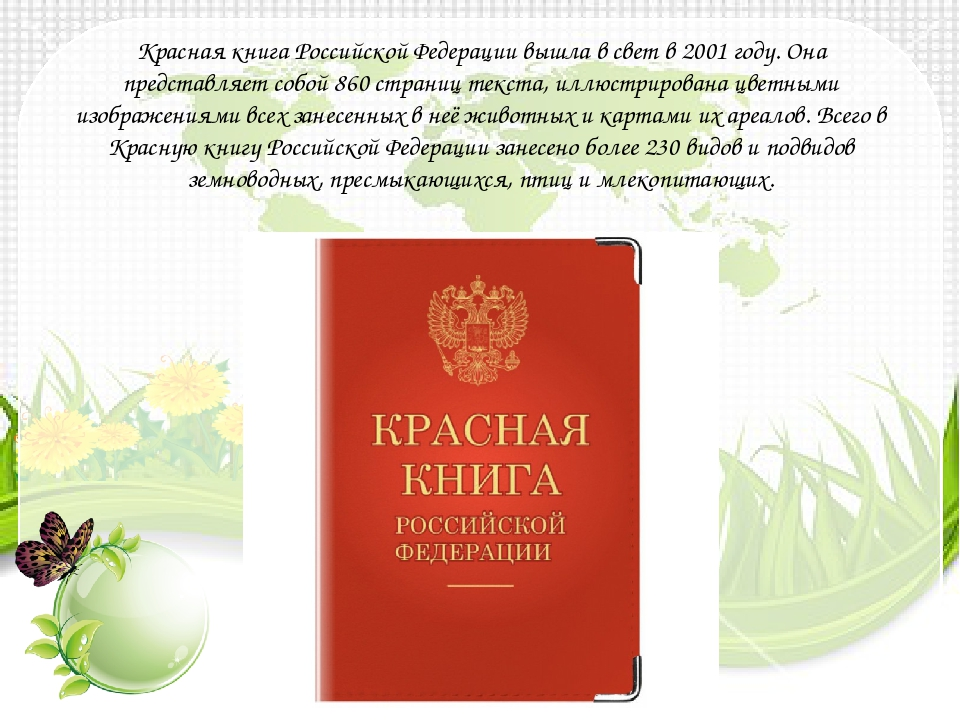 Красная книга Российской Федерации вышла в свет в 2001 году. Она
представляет собой 860 страниц текста, иллюстрирована цветными
изображениями всех занесенных в неё животных и картами их ареалов. Всего в
Красную книгу Российской Федерации занесено более 230 видов и подвидов
земноводных, пресмыкающихся, птиц и млекопитающих.
КРАСНАЯ
КНИГА
РОССИЙСКОЙ
ФЕДЕРАЦИИ